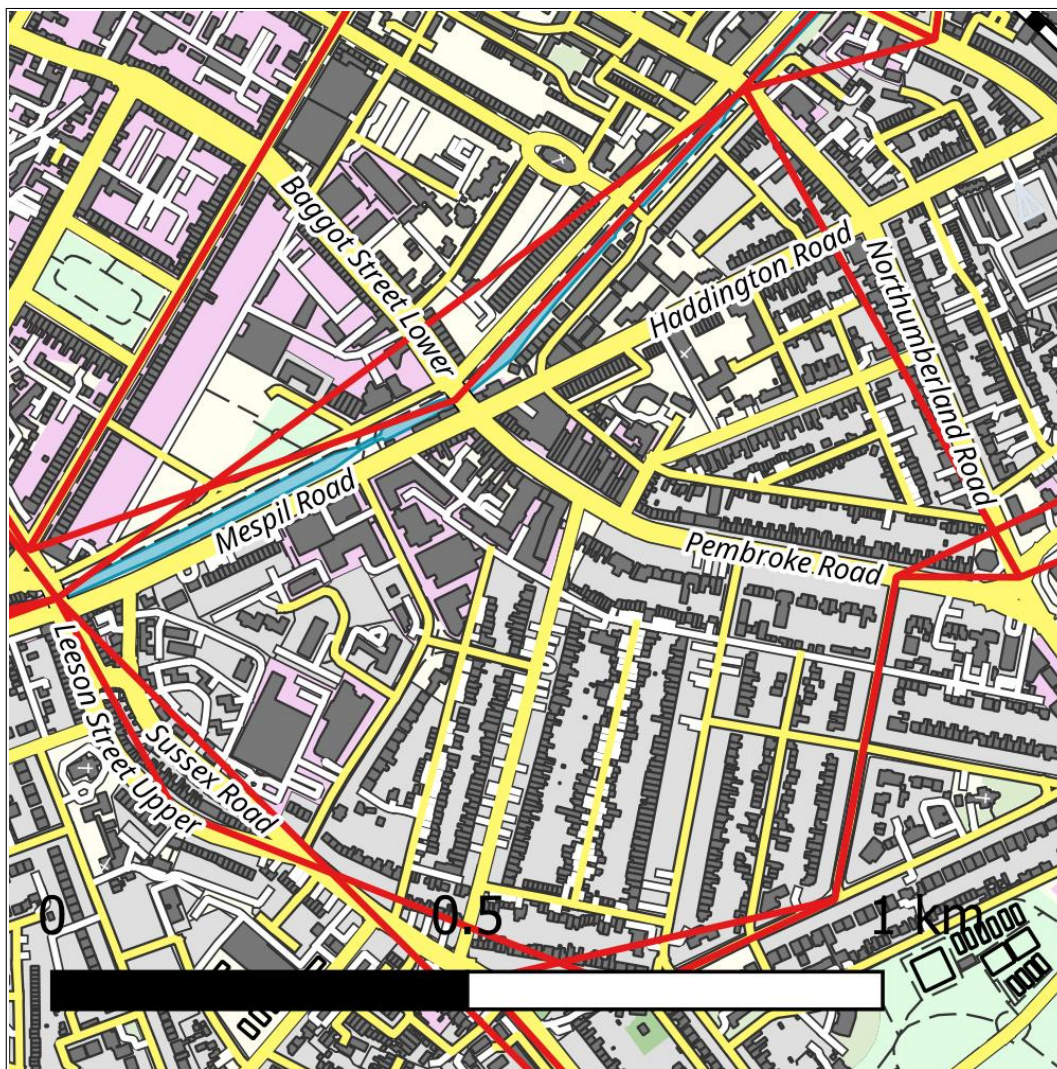 Baggot Street Lower
Haddington Road
Northumberland Road
Mespil Road
Pembroke Road
Leeson Street Upper
Sussex Road
0
0.5
1 km